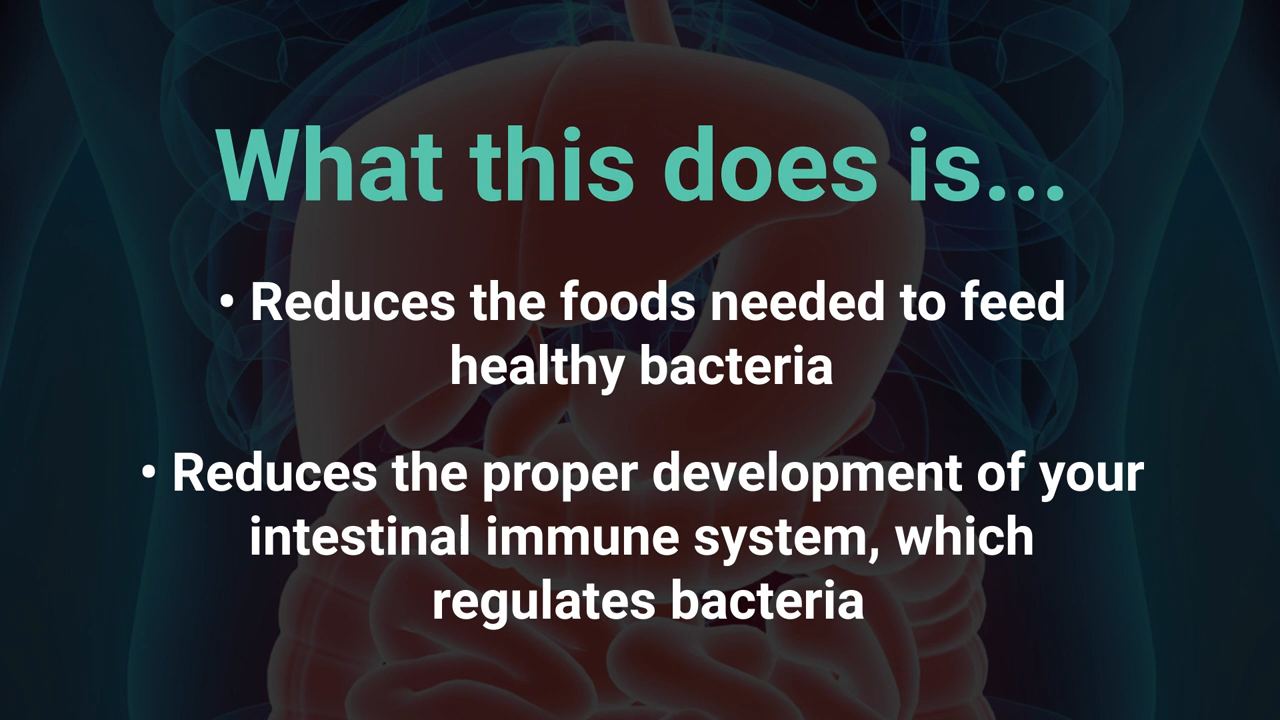 What this does is...
• Reduces the foods needed to feed
healthy bacteria
• Reduces the proper development of your
intestinal immune system, which
regulates bacteria